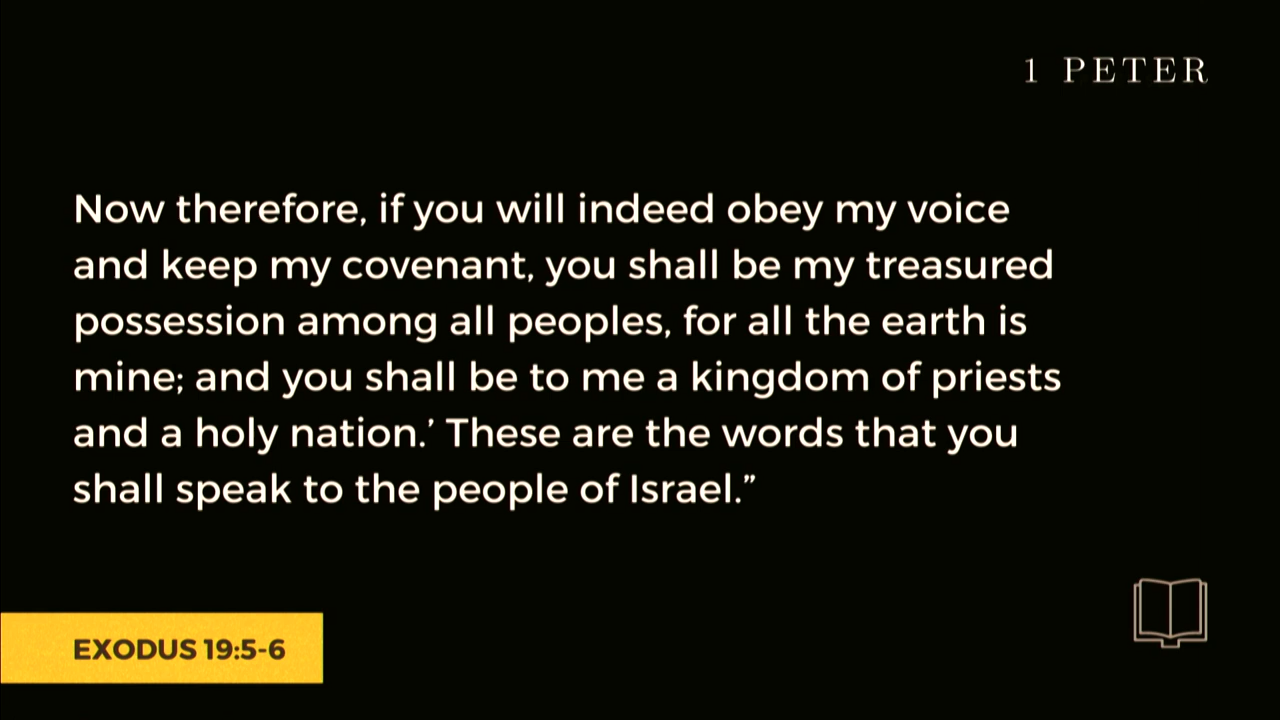 1 PETER
Now therefore, if you will indeed obey my voice
and keep my covenant, you shall be my treasured
possession among all peoples, for all the earth is
mine; and you shall be to me a kingdom of priests
and a holy nation.’ These are the words that you
shall speak to the people of Israel.”
EXODUS 19:5-6